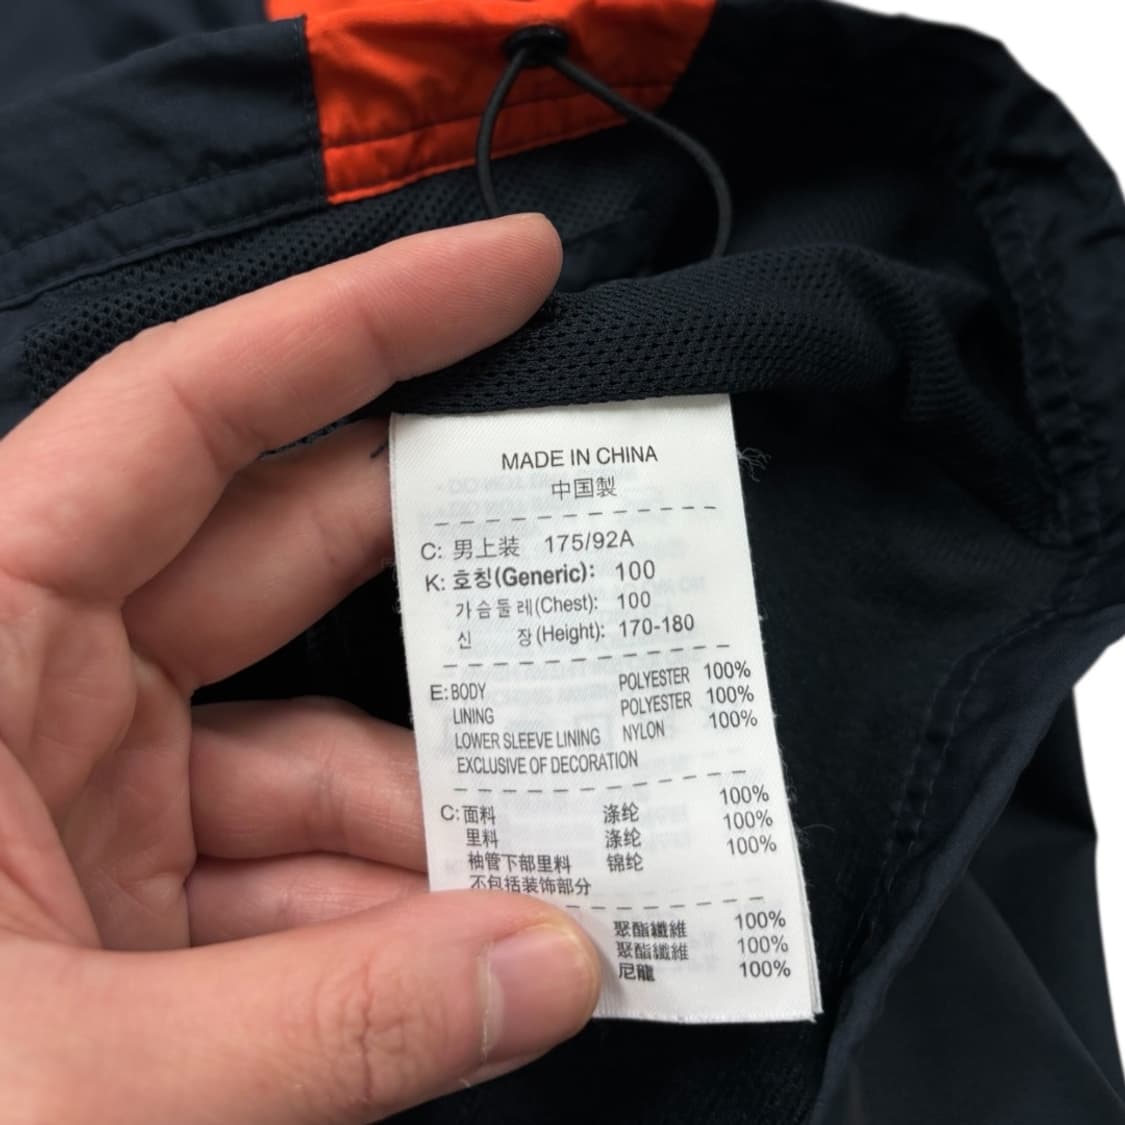 MADE IN CHINA
中国製
C: 男上装 175/92A
K: 호칭(Generic): 100
가슴둘레(Chest): 100
신 장(Height): 170-180
E: BODY POLYESTER 100%
LINING POLYESTER 100%
LOWER SLEEVE LINING NYLON 100%
EXCLUSIVE OF DECORATION
C: 面料 涤纶 100%
里料 涤纶 100%
袖管下部里料 锦纶 100%
不包括装饰部分
聚酯纖維 100%
聚酯纖維 100%
尼龍 100%